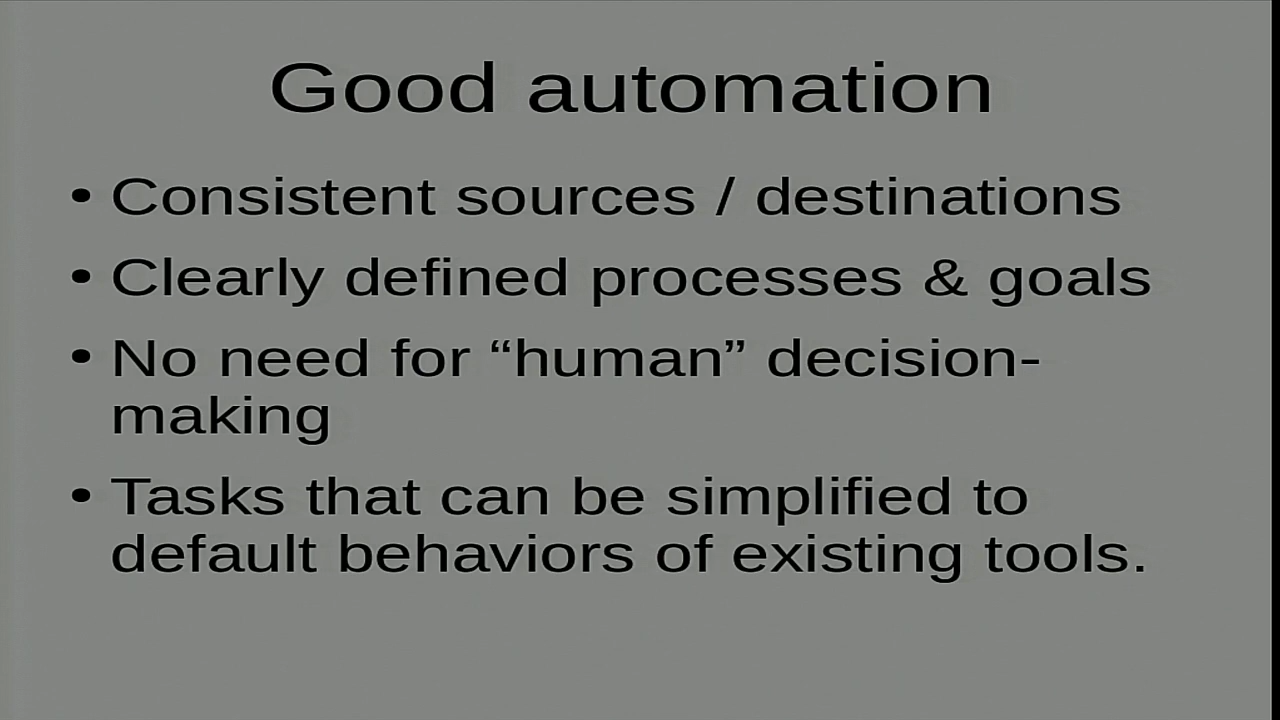 Good automation
• Consistent sources / destinations
• Clearly defined processes & goals
• No need for “human” decision-
making
• Tasks that can be simplified to
default behaviors of existing tools.